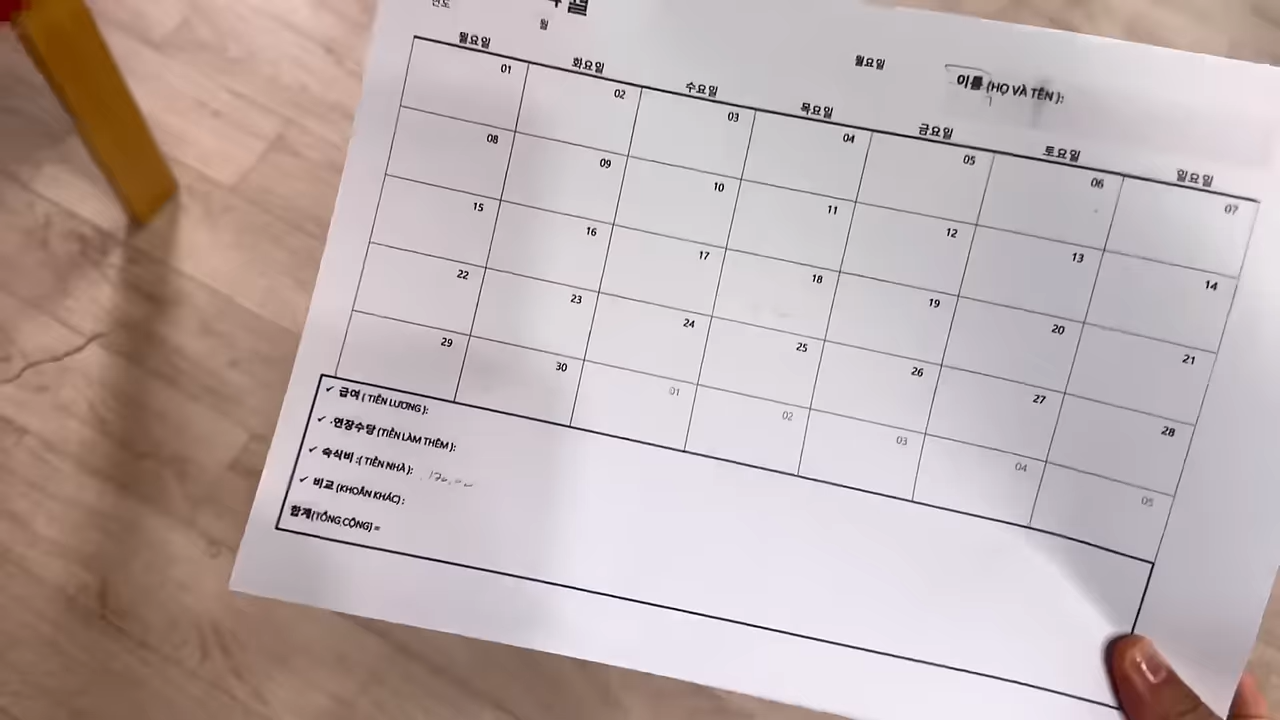 월
월요일
이름 (HỌ VÀ TÊN ):
월요일 화요일 수요일 목요일 금요일 토요일 일요일
01 02 03 04 05 06 07
08 09 10 11 12 13 14
15 16 17 18 19 20 21
22 23 24 25 26 27 28
29 30 01 02 03 04 05
✓ 급여 ( TIỀN LƯƠNG ):
✓ ·연장수당 (TIỀN LÀM THÊM ):
✓ 숙식비 :( TIỀN NHÀ ):
✓ 비교 (KHOẢN KHÁC) :
합계(TỔNG CỘNG) =